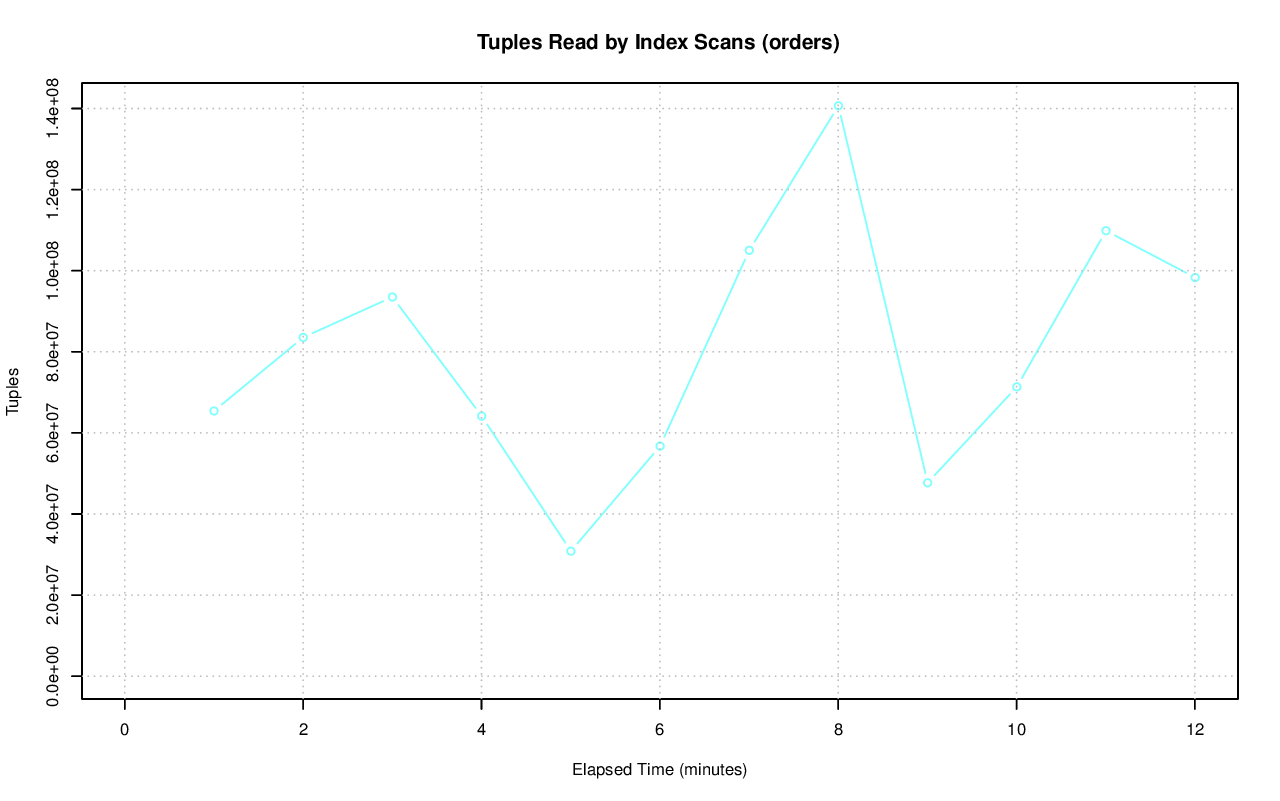 Tuples Read by Index Scans (orders)
Tuples
1.4e+08
1.2e+08
1.0e+08
8.0e+07
6.0e+07
4.0e+07
2.0e+07
0.0e+00
0 2 4 6 8 10 12
Elapsed Time (minutes)